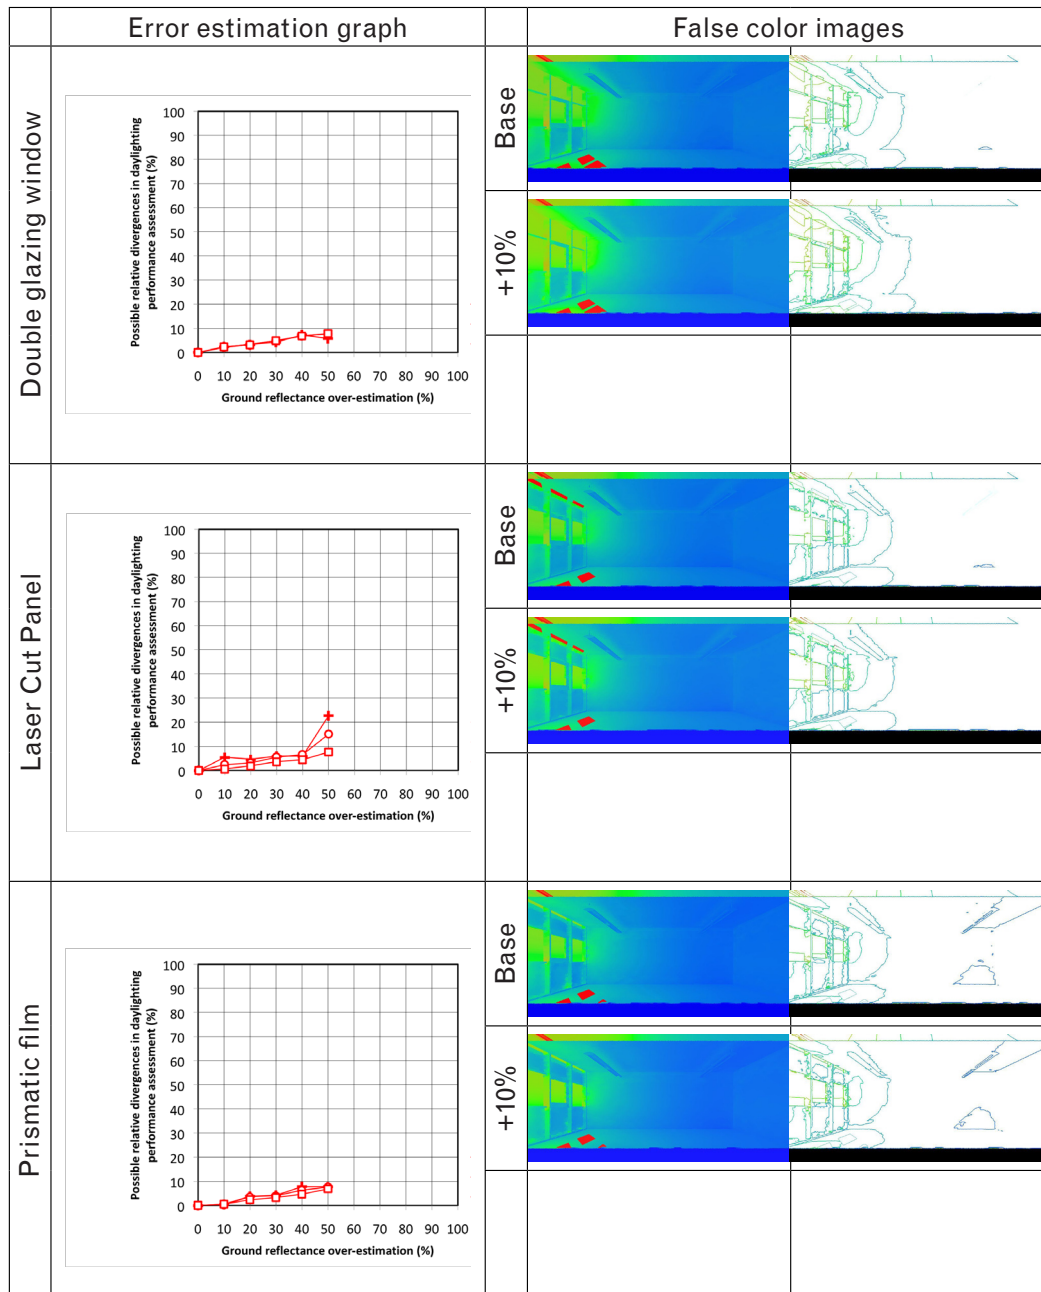 Error estimation graph
False color images
Double glazing window
Possible relative divergences in daylighting
performance assessment (%)
100
90
80
70
60
50
40
30
20
10
0
0 10 20 30 40 50 60 70 80 90 100
Ground reflectance over-estimation (%)
Base
+10%
Laser Cut Panel
Possible relative divergences in daylighting
performance assessment (%)
100
90
80
70
60
50
40
30
20
10
0
0 10 20 30 40 50 60 70 80 90 100
Ground reflectance over-estimation (%)
Base
+10%
Prismatic film
Possible relative divergences in daylighting
performance assessment (%)
100
90
80
70
60
50
40
30
20
10
0
0 10 20 30 40 50 60 70 80 90 100
Ground reflectance over-estimation (%)
Base
+10%